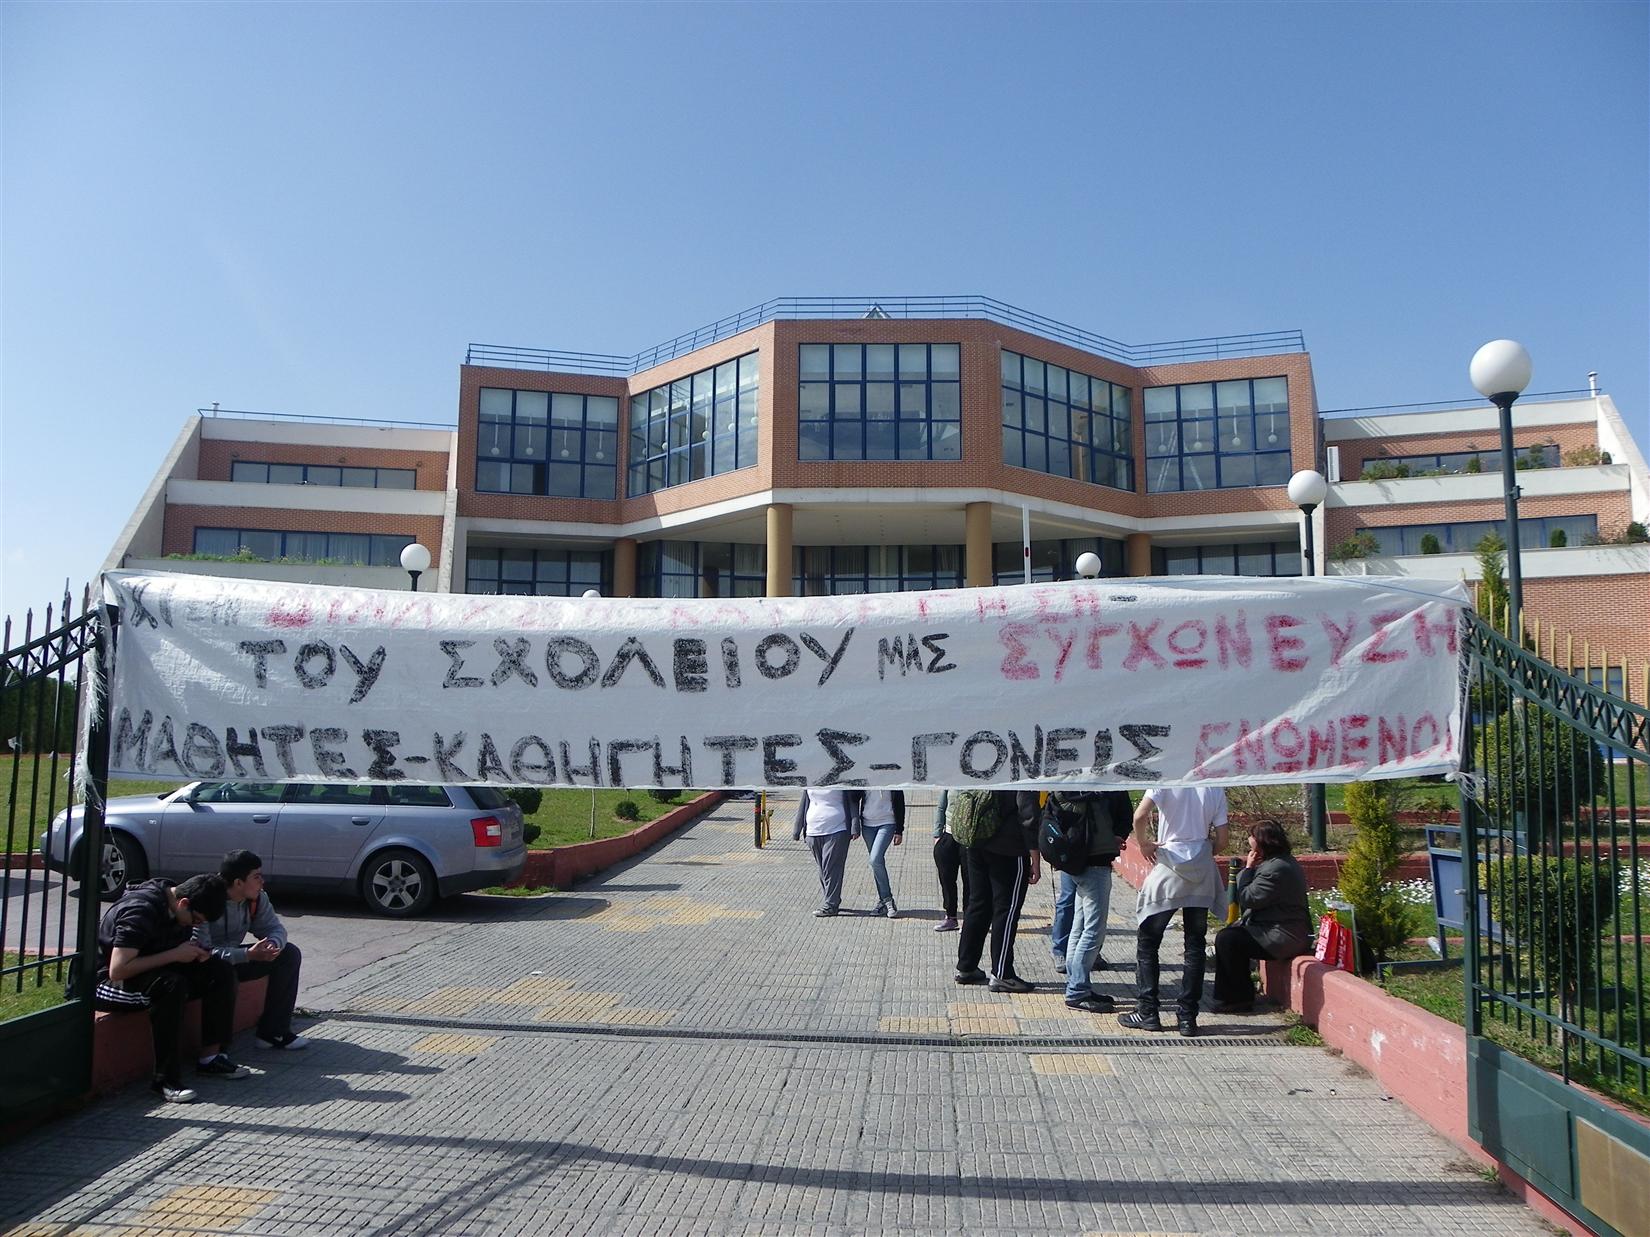 ΤΟΥ ΣΧΟΛΕΙΟΥ ΜΑΣ ΣΥΓΧΩΝΕΥΣΗ
ΜΑΘΗΤΕΣ-ΚΑΘΗΓΗΤΕΣ-ΓΟΝΕΙΣ ΕΝΩΜΕΝΟΙ